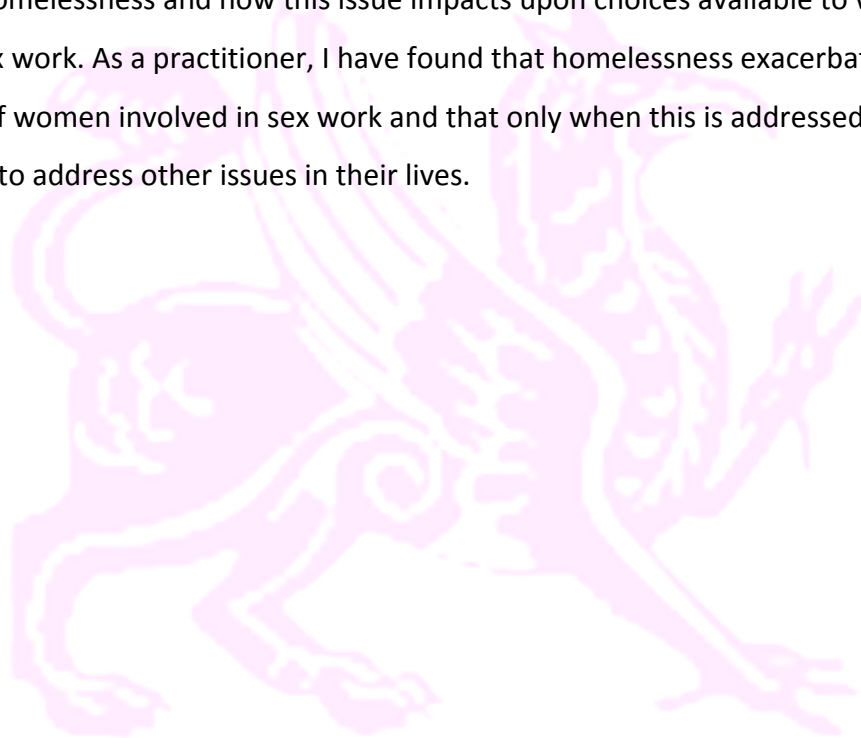 omelessness and how this issue impacts upon choices available to
x work. As a practitioner, I have found that homelessness exacerbat
f women involved in sex work and that only when this is addressed
to address other issues in their lives.